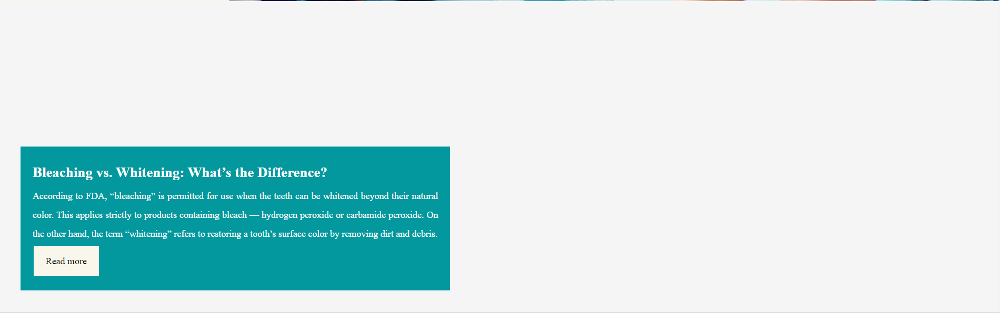 Bleaching vs. Whitening: What’s the Difference?
According to FDA, “bleaching” is permitted for use when the teeth can be whitened beyond their natural
color. This applies strictly to products containing bleach — hydrogen peroxide or carbamide peroxide. On
the other hand, the term “whitening” refers to restoring a tooth’s surface color by removing dirt and debris.
Read more